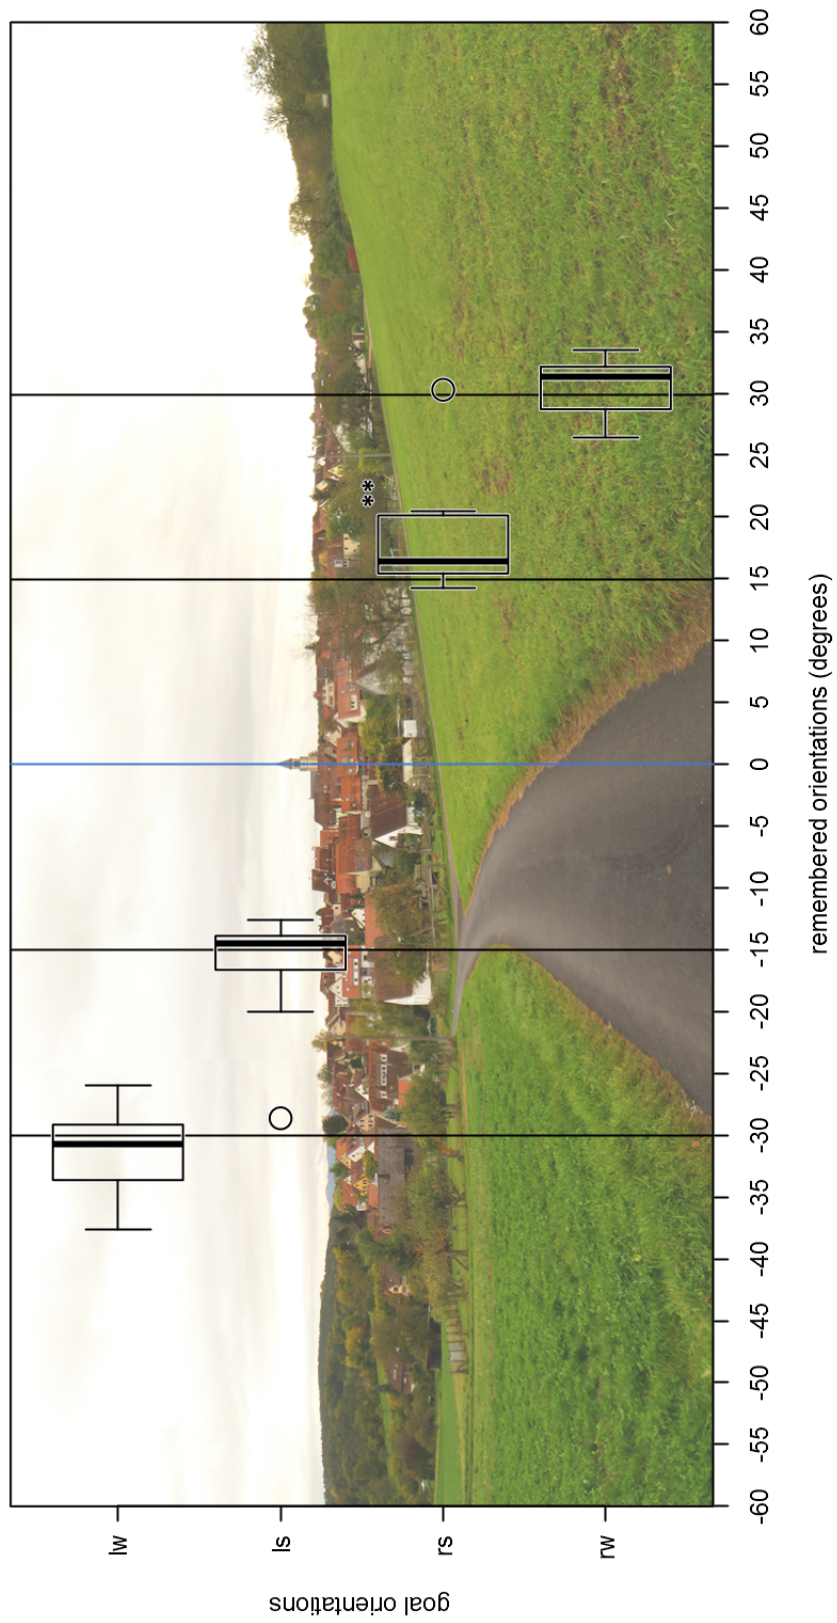 goal orientations
lw
ls
rs
rw
**
-60 -55 -50 -45 -40 -35 -30 -25 -20 -15 -10 -5 0 5 10 15 20 25 30 35 40 45 50 55 60
remembered orientations (degrees)